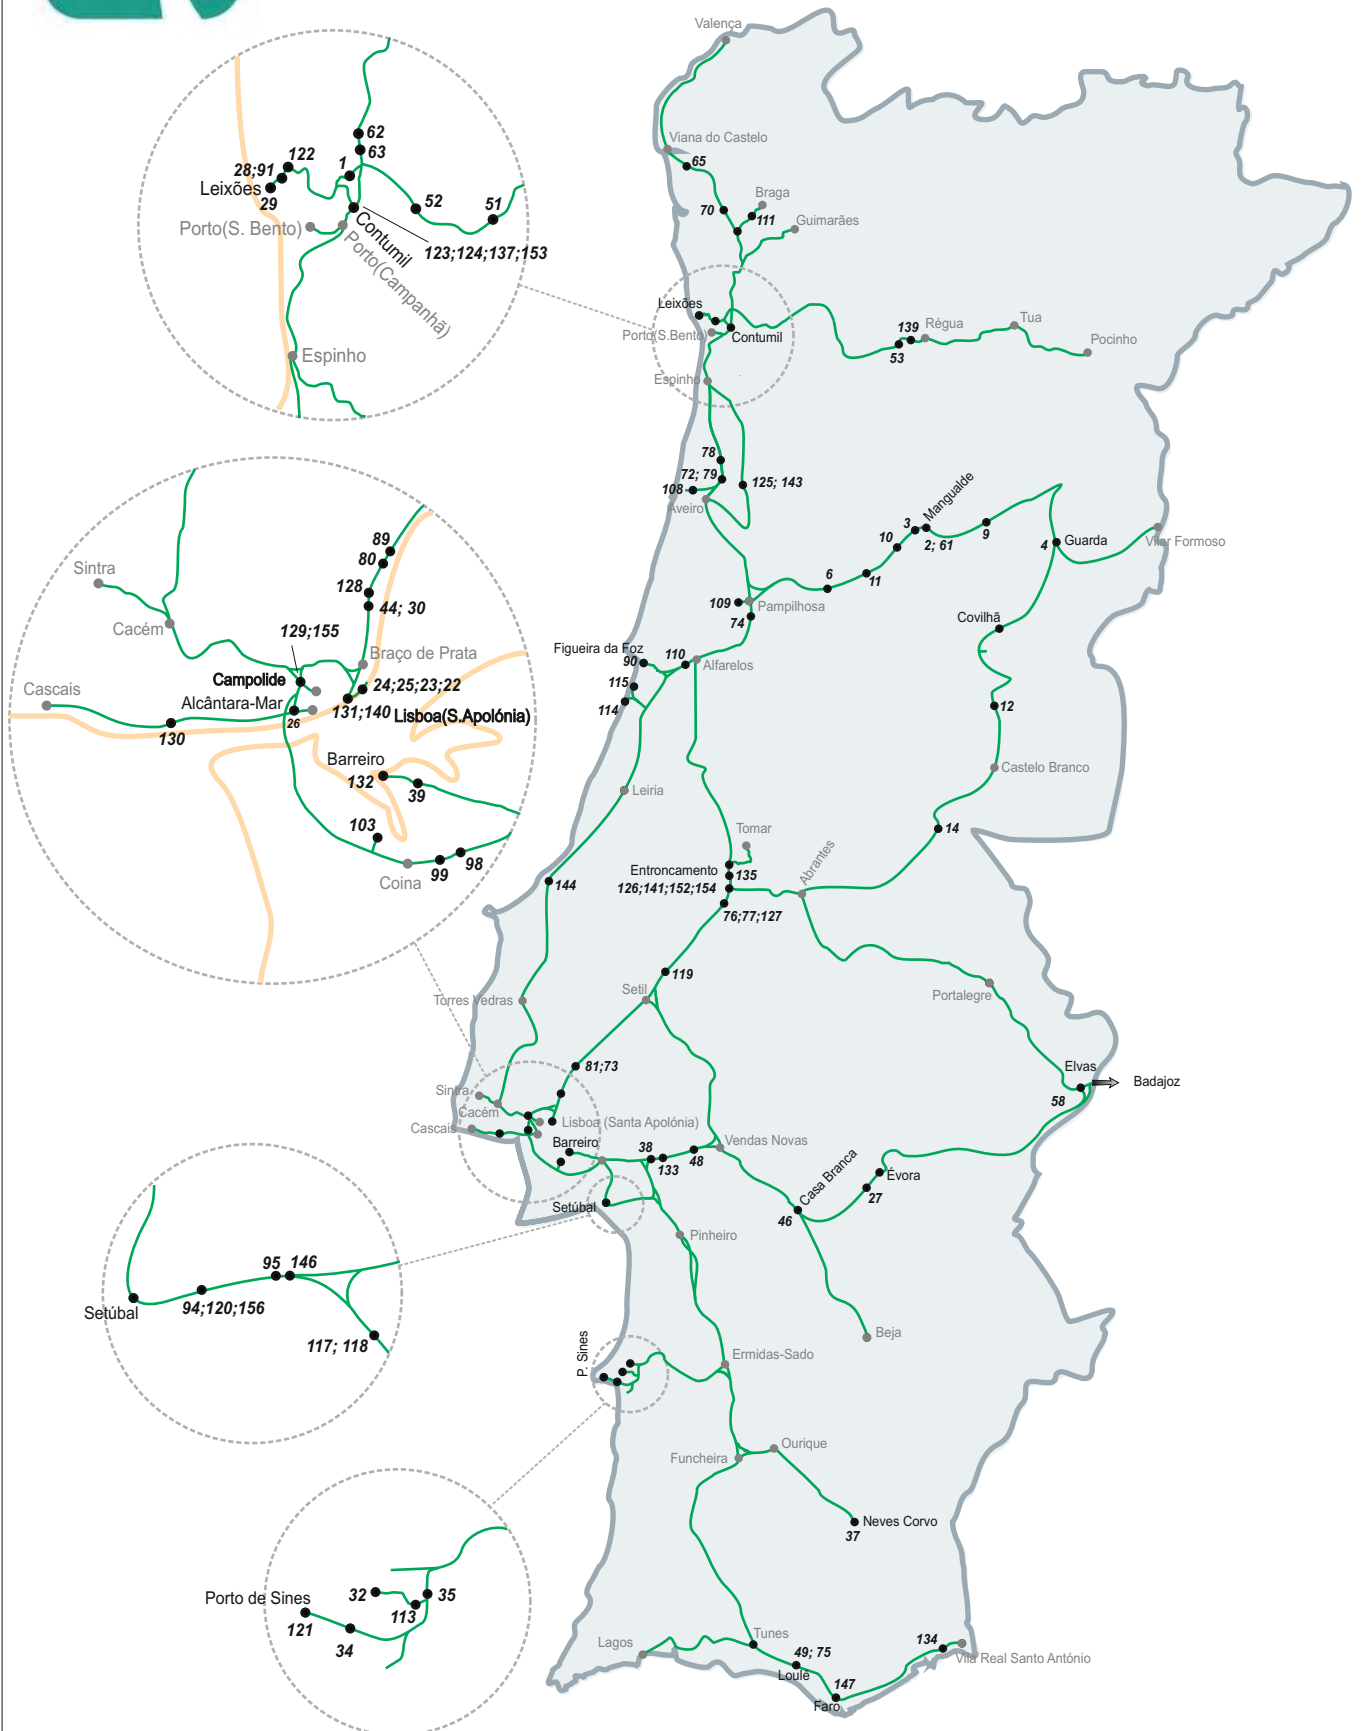 Valença
Viana do Castelo
65
70
Braga
111
Guimarães
62
63
122
1
28;91
Leixões
29
52
51
Porto(S. Bento)
Contumil
Porto(Campanhã)
123;124;137;153
Espinho
Leixões
Porto(S.Bento)
Contumil
Espinho
139
53
Régua
Tua
Pocinho
78
72; 79
108
125; 143
Aveiro
Mangualde
3
2; 61
10
9
11
6
4
Guarda
Vilar Formoso
109
Pampilhosa
74
Covilhã
Figueira da Foz
90
110
Alfarelos
115
114
12
Castelo Branco
Leiria
14
Tomar
Entroncamento
135
126;141;152;154
76;77;127
Abrantes
144
119
Setil
Portalegre
Torres Vedras
81;73
Elvas
58
Badajoz
Sintra
Cacém
Cascais
Lisboa (Santa Apolónia)
Barreiro
38
133
48
Vendas Novas
Setúbal
Casa Branca
46
27
Évora
Pinheiro
Beja
89
80
128
44; 30
Sintra
Cacém
129;155
Braço de Prata
Campolide
24;25;23;22
Cascais
Alcântara-Mar
26
131;140
Lisboa(S.Apolónia)
130
Barreiro
132
39
103
98
99
Coina
95
146
Setúbal
94;120;156
117; 118
P. Sines
Ermidas-Sado
Ourique
Funcheira
Neves Corvo
37
Porto de Sines
32
35
113
121
34
Lagos
Tunes
49; 75
Loulé
147
Faro
134
Vila Real Santo António